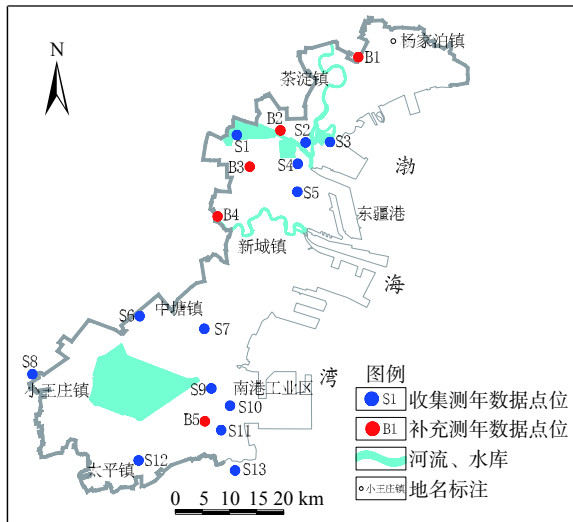 N
杨家泊镇
B1
茶淀镇
B2
S1
S2
S3
渤
B3
S4
S5
B4
东疆港
新城镇
海
S6
中塘镇
S7
湾
S8
小王庄镇
S9
南港工业区
S10
B5
S11
太平镇
S12
S13
0 5 10 15 20 km
图例
S1 收集测年数据点位
B1 补充测年数据点位
河流、水库
小王庄镇 地名标注